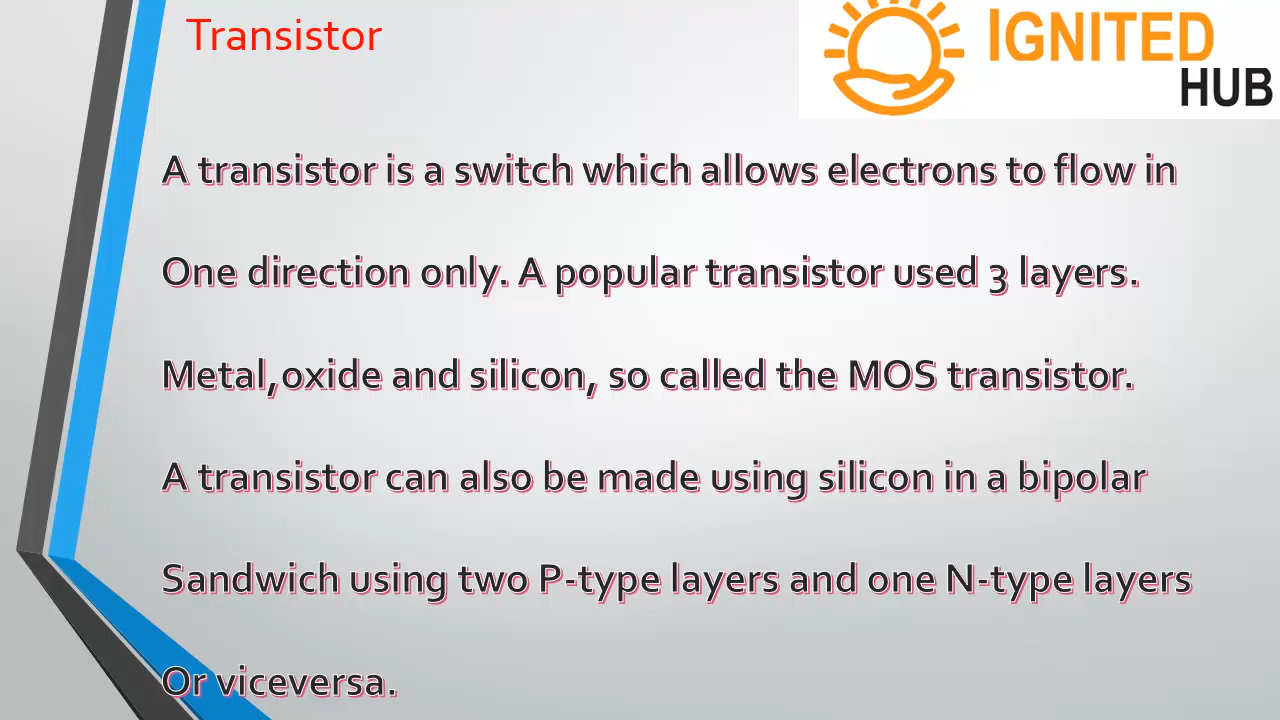 Transistor
IGNITED
HUB
A transistor is a switch which allows electrons to flow in
One direction only. A popular transistor used 3 layers.
Metal,oxide and silicon, so called the MOS transistor.
A transistor can also be made using silicon in a bipolar
Sandwich using two P-type layers and one N-type layers
Or viceversa.